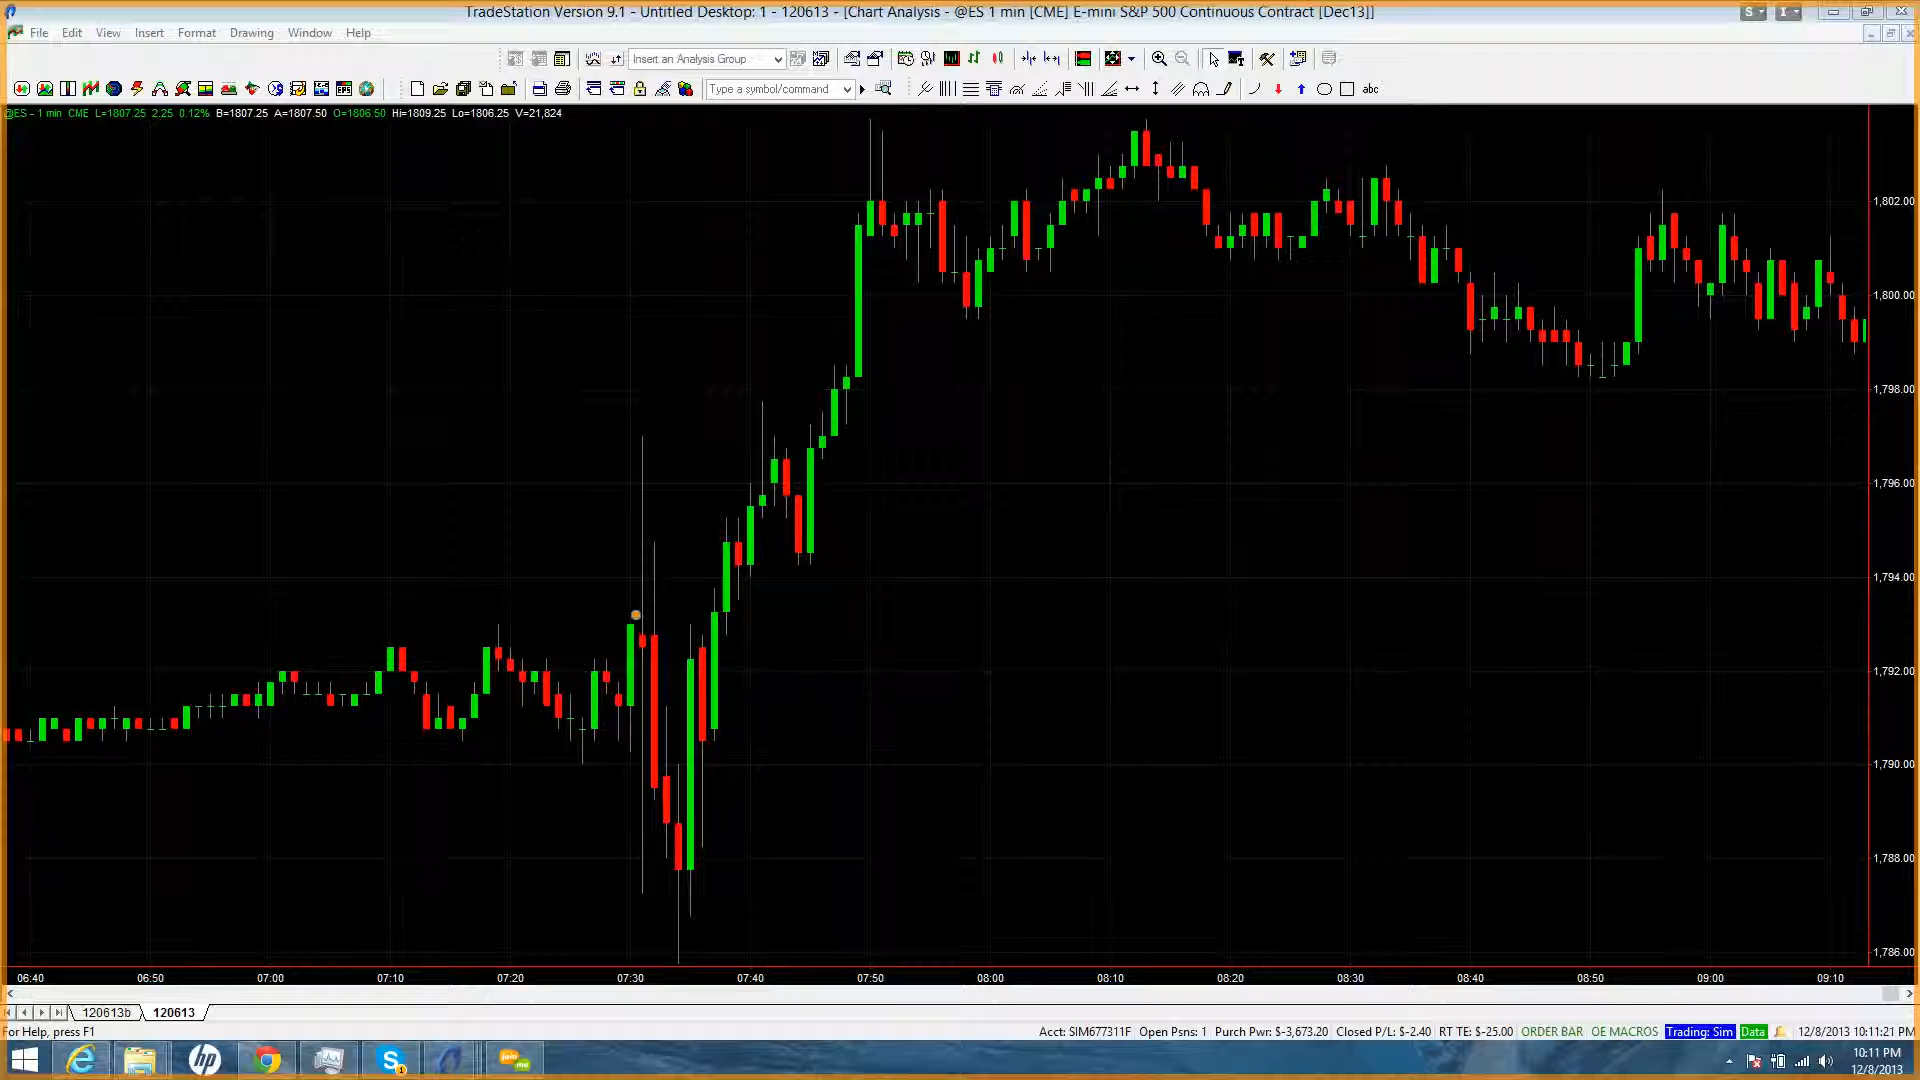 TradeStation Version 9.1 - Untitled Desktop: 1 - 120613 - [Chart Analysis - @ES 1 min [CME] E-mini S&P 500 Continuous Contract [Dec13]]
S I
File Edit View Insert Format Drawing Window Help
Insert an Analysis Group
EPS Type a symbol/command abc
@ES - 1 min CME L=1807.25 2.25 0.12% B=1807.25 A=1807.50 O=1806.50 Hi=1809.25 Lo=1806.25 V=21,824
1,802.00
1,800.00
1,798.00
1,796.00
1,794.00
1,792.00
1,790.00
1,788.00
1,786.00
06:40 06:50 07:00 07:10 07:20 07:30 07:40 07:50 08:00 08:10 08:20 08:30 08:40 08:50 09:00 09:10
120613b 120613
For Help, press F1 Acct: SIM677311F Open Psns: 1 Purch Pwr: $-3,673.20 Closed P/L: $-2.40 RT TE: $-25.00 ORDER BAR OE MACROS Trading: Sim Data 12/8/2013 10:11:21 PM
hp S 1 join me 10:11 PM
12/8/2013